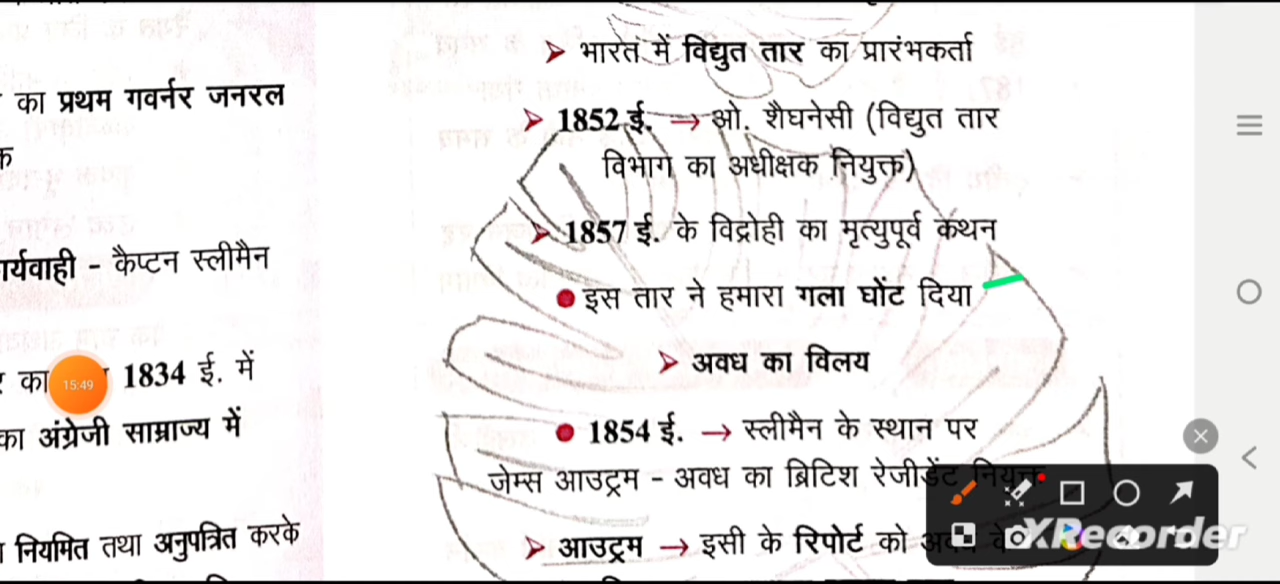 का प्रथम गवर्नर जनरल
र्यवाही - कैप्टन स्लीमैन
का
1834 ई. में
का अंग्रेजी साम्राज्य में
नियमित तथा अनुपत्रित करके
15:49
भारत में विद्युत तार का प्रारंभकर्ता
1852 ई. → ओ. शैघनेसी (विद्युत तार
विभाग का अधीक्षक नियुक्त)
1857 ई. के विद्रोही का मृत्युपूर्व कथन
इस तार ने हमारा गला घोंट दिया
अवध का विलय
1854 ई. → स्लीमैन के स्थान पर
जेम्स आउट्रम - अवध का ब्रिटिश रेजीडेंट नियुक्त
आउट्रम → इसी के रिपोर्ट को
XRecorder